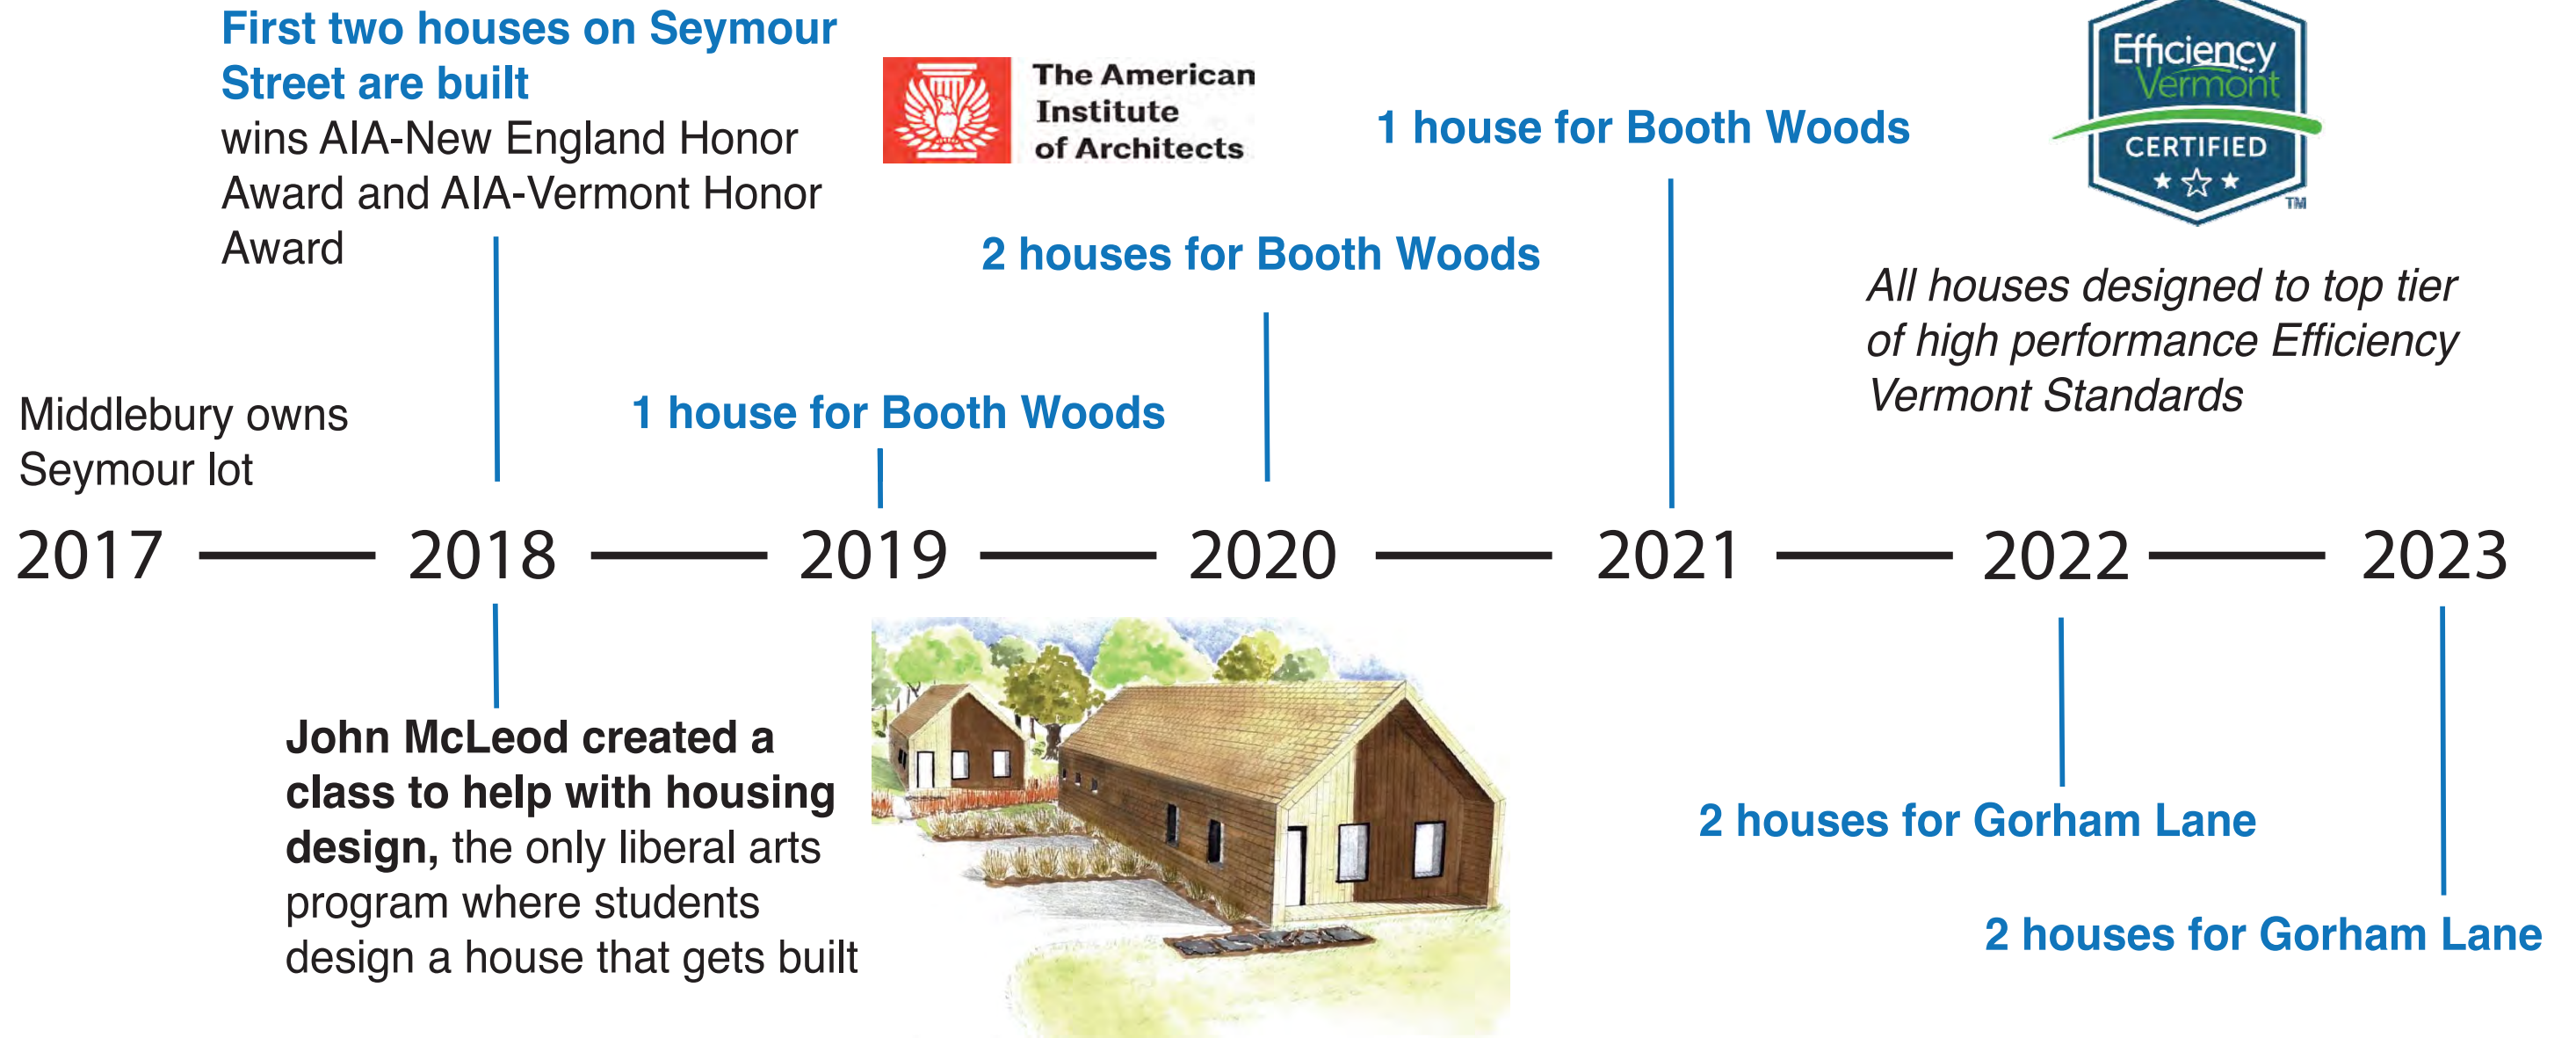 First two houses on Seymour
Street are built
wins AIA-New England Honor
Award and AIA-Vermont Honor
Award
The American
Institute
of Architects
1 house for Booth Woods
Efficiency
Vermont
CERTIFIED
TM
2 houses for Booth Woods
All houses designed to top tier
of high performance Efficiency
Vermont Standards
Middlebury owns
Seymour lot
1 house for Booth Woods
2017 2018 2019 2020 2021 2022 2023
John McLeod created a
class to help with housing
design, the only liberal arts
program where students
design a house that gets built
2 houses for Gorham Lane
2 houses for Gorham Lane